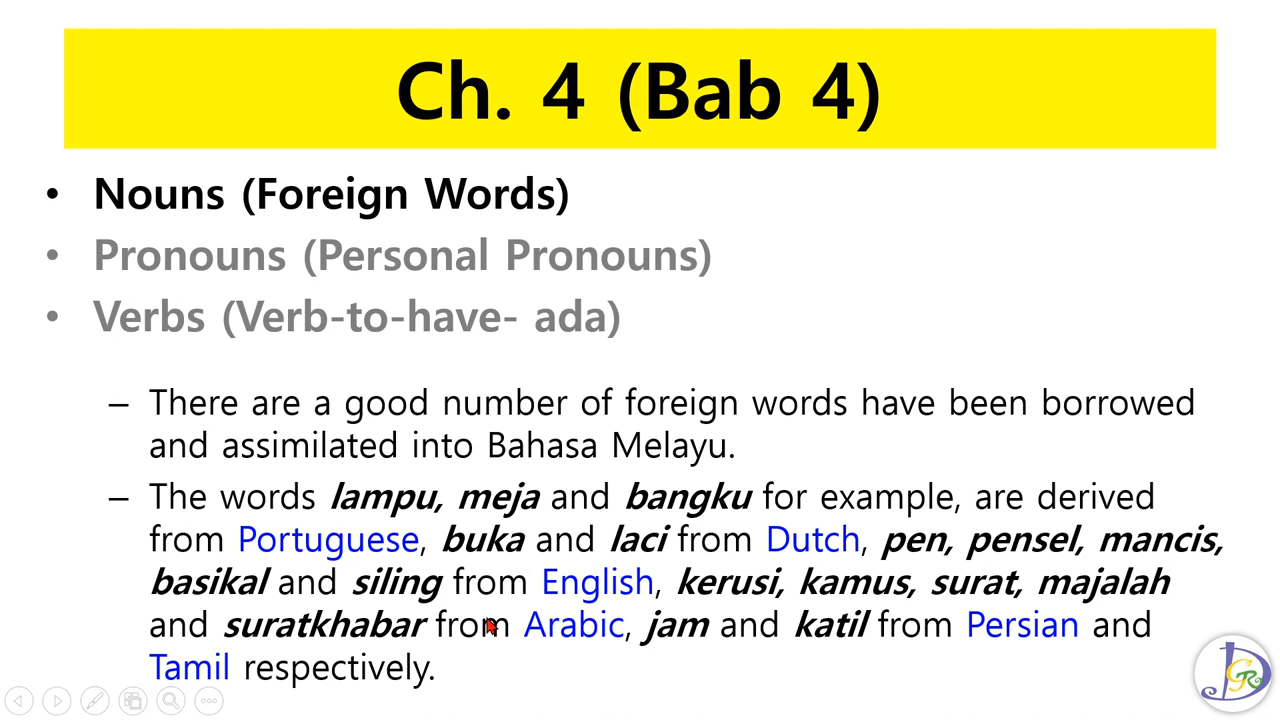 Ch. 4 (Bab 4)
• Nouns (Foreign Words)
• Pronouns (Personal Pronouns)
• Verbs (Verb-to-have- ada)
– There are a good number of foreign words have been borrowed
and assimilated into Bahasa Melayu.
– The words lampu, meja and bangku for example, are derived
from Portuguese, buka and laci from Dutch, pen, pensel, mancis,
basikal and siling from English, kerusi, kamus, surat, majalah
and suratkhabar from Arabic, jam and katil from Persian and
Tamil respectively.